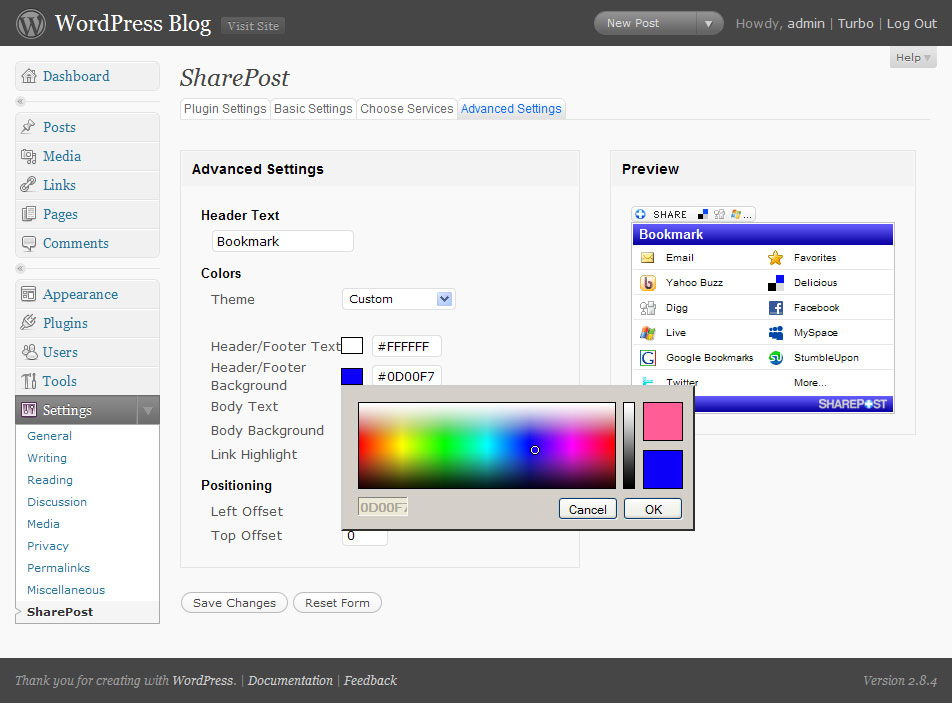 WordPress Blog Visit Site
New Post
Howdy, admin | Turbo | Log Out
Help
Dashboard
Posts
Media
Links
Pages
Comments
Appearance
Plugins
Users
Tools
Settings
General
Writing
Reading
Discussion
Media
Privacy
Permalinks
Miscellaneous
SharePost
SharePost
Plugin Settings Basic Settings Choose Services Advanced Settings
Advanced Settings
Header Text
Bookmark
Colors
Theme Custom
Header/Footer Text #FFFFFF
Header/Footer
Background #0D00F7
Body Text
Body Background
Link Highlight
0D00F7
Cancel OK
Positioning
Left Offset
Top Offset 0
Save Changes Reset Form
Preview
SHARE ...
Bookmark
Email Favorites
Yahoo Buzz Delicious
Digg Facebook
Live MySpace
Google Bookmarks StumbleUpon
Twitter More...
SHAREPOST
Thank you for creating with WordPress. | Documentation | Feedback
Version 2.8.4